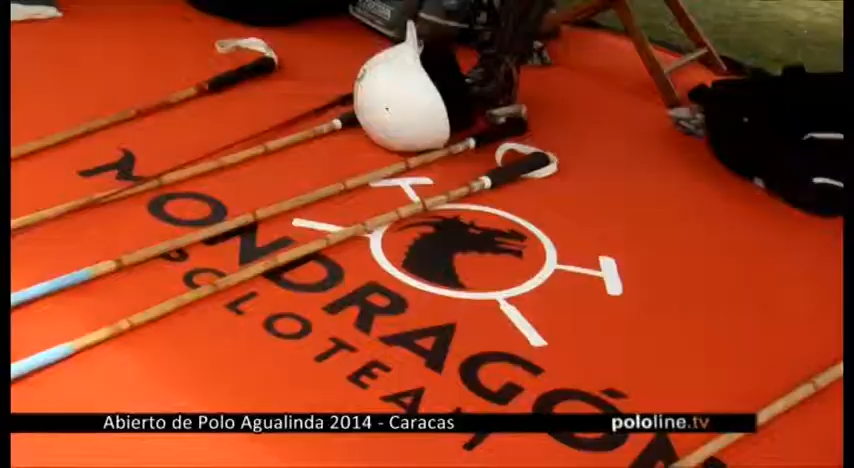 MONDRAGÓN
POLO TEAM
Abierto de Polo Agualinda 2014 - Caracas
pololine.tv